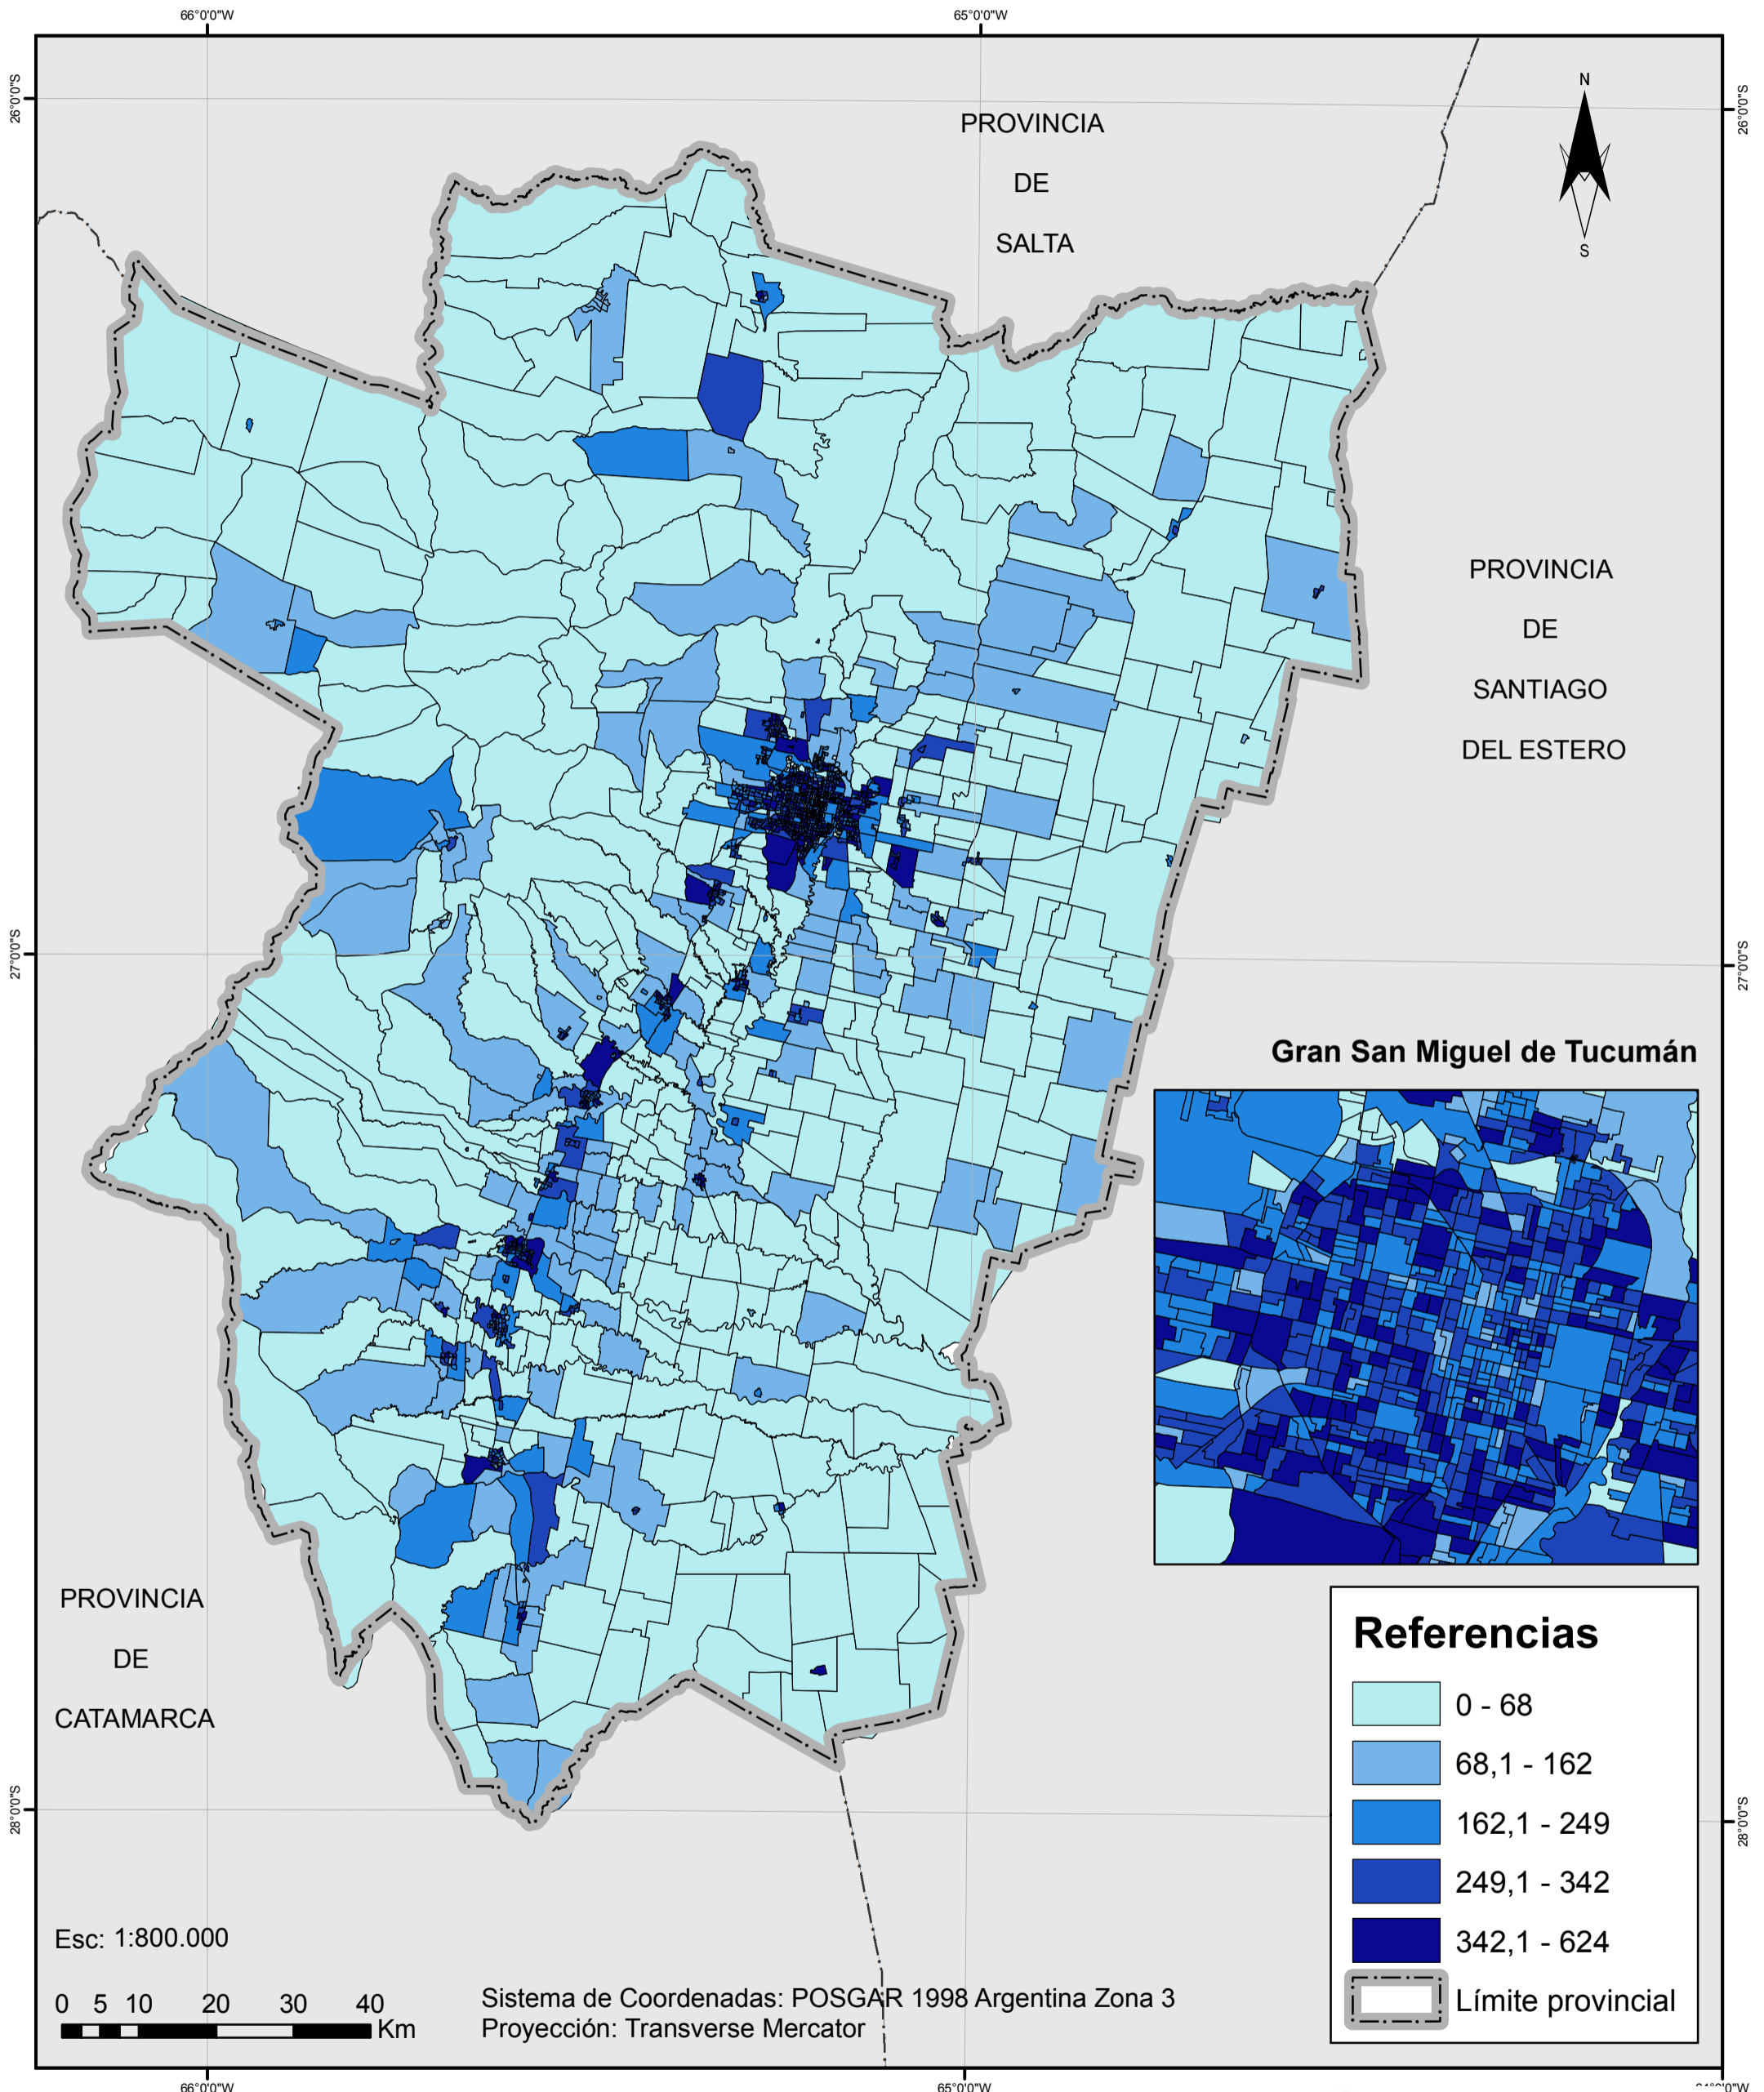 66°0'0"W
65°0'0"W
26°0'0"S
26°0'0"S
N
S
PROVINCIA
DE
SALTA
PROVINCIA
DE
SANTIAGO
DEL ESTERO
27°0'0"S
27°0'0"S
Gran San Miguel de Tucumán
PROVINCIA
DE
CATAMARCA
Referencias
0 - 68
68,1 - 162
162,1 - 249
249,1 - 342
342,1 - 624
Límite provincial
28°0'0"S
28°0'0"S
Esc: 1:800.000
0 5 10 20 30 40
Km
Sistema de Coordenadas: POSGAR 1998 Argentina Zona 3
Proyección: Transverse Mercator
66°0'0"W
65°0'0"W